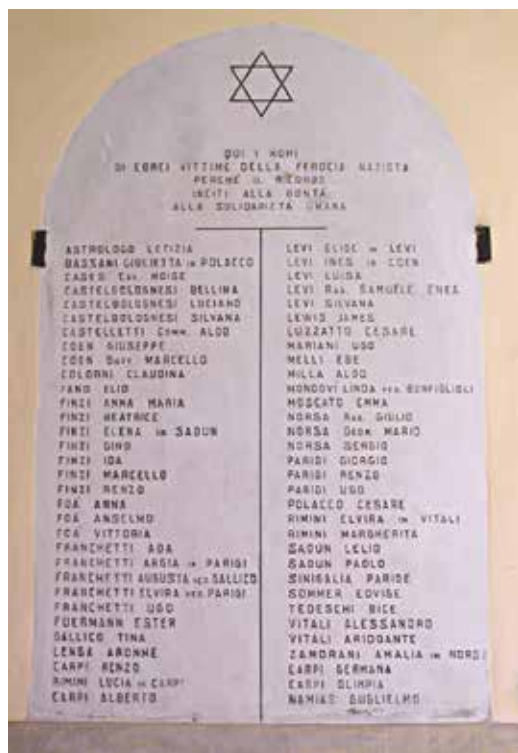 QUI I NOMI
DI EBREI VITTIME DELLA FEROCIA NAZISTA
PERCHÉ IL RICORDO
INCITI ALLA BONTÀ
ALLA SOLIDARIETÀ UMANA
ASTROLOGO LETIZIA
BASSANI GIULIETTA IN POLACCO
CASES CAV. MOISE
CASTELBOLOGNESI BELLINA
CASTELBOLOGNESI LUCIANO
CASTELBOLOGNESI SILVANA
CASTELLETTI COMM. ALDO
COEN GIUSEPPE
COEN DOTT. MARCELLO
COLORNI CLAUDINA
FANO ELIO
FINZI ANNA MARIA
FINZI BEATRICE
FINZI ELENA IN SADUN
FINZI GINO
FINZI IDA
FINZI MARCELLO
FINZI RENZO
FOA ANNA
FOA ANSELMO
FOA VITTORIA
FRANCHETTI ADA
FRANCHETTI ARGIA IN PARIGI
FRANCHETTI AUGUSTA VED. GALLICO
FRANCHETTI ELVIRA VED. PARIGI
FRANCHETTI UGO
FUERMANN ESTER
GALLICO TINA
LENGA ARONNE
CARPI RENZO
RIMINI LUCIA IN CARPI
CARPI ALBERTO
LEVI ELIDE IN LEVI
LEVI INES IN COEN
LEVI LUISA
LEVI RAG. SAMUELE ENEA
LEVI SILVANA
LEWIS JAMES
LUZZATTO CESARE
MARIANI UGO
MELLI EBE
MILLA ALDO
MONDOVI LINDA VED. BONFIGLIOLI
MOSCATO EMMA
NORSA RAG. GIULIO
NORSA GEOM. MARIO
NORSA SERGIO
PARIGI GIORGIO
PARIGI RENZO
PARIGI UGO
POLACCO CESARE
RIMINI ELVIRA IN VITALI
RIMINI MARGHERITA
SADUN LELIO
SADUN PAOLO
SINIGALIA PARIDE
SOMMER EDVIGE
TEDESCHI BICE
VITALI ALESSANDRO
VITALI ARIODANTE
ZAMORANI AMALIA IN NORSI
CARPI GERMANA
CARPI OLIMPIA
NAMIAS GUGLIELMO